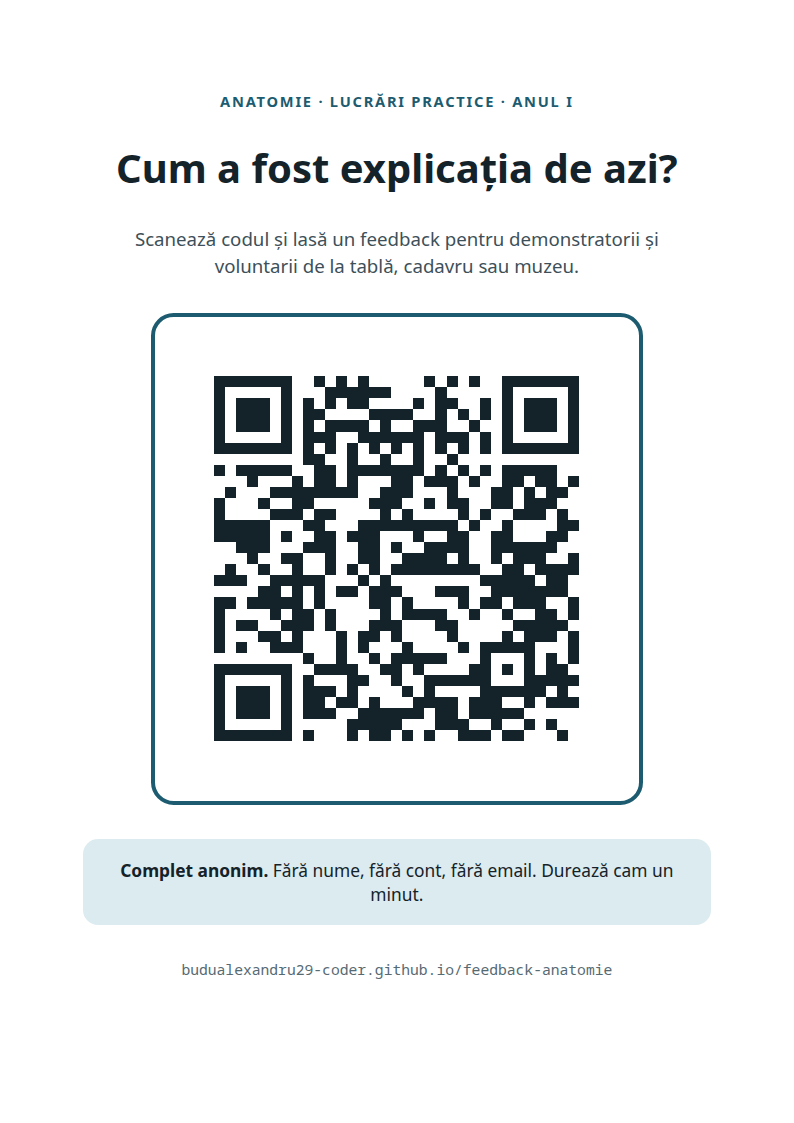 ANATOMIE · LUCRĂRI PRACTICE · ANUL I
Cum a fost explicația de azi?
Scanează codul și lasă un feedback pentru demonstratorii și
voluntarii de la tablă, cadavru sau muzeu.
Complet anonim. Fără nume, fără cont, fără email. Durează cam un
minut.
budualexandru29-coder.github.io/feedback-anatomie